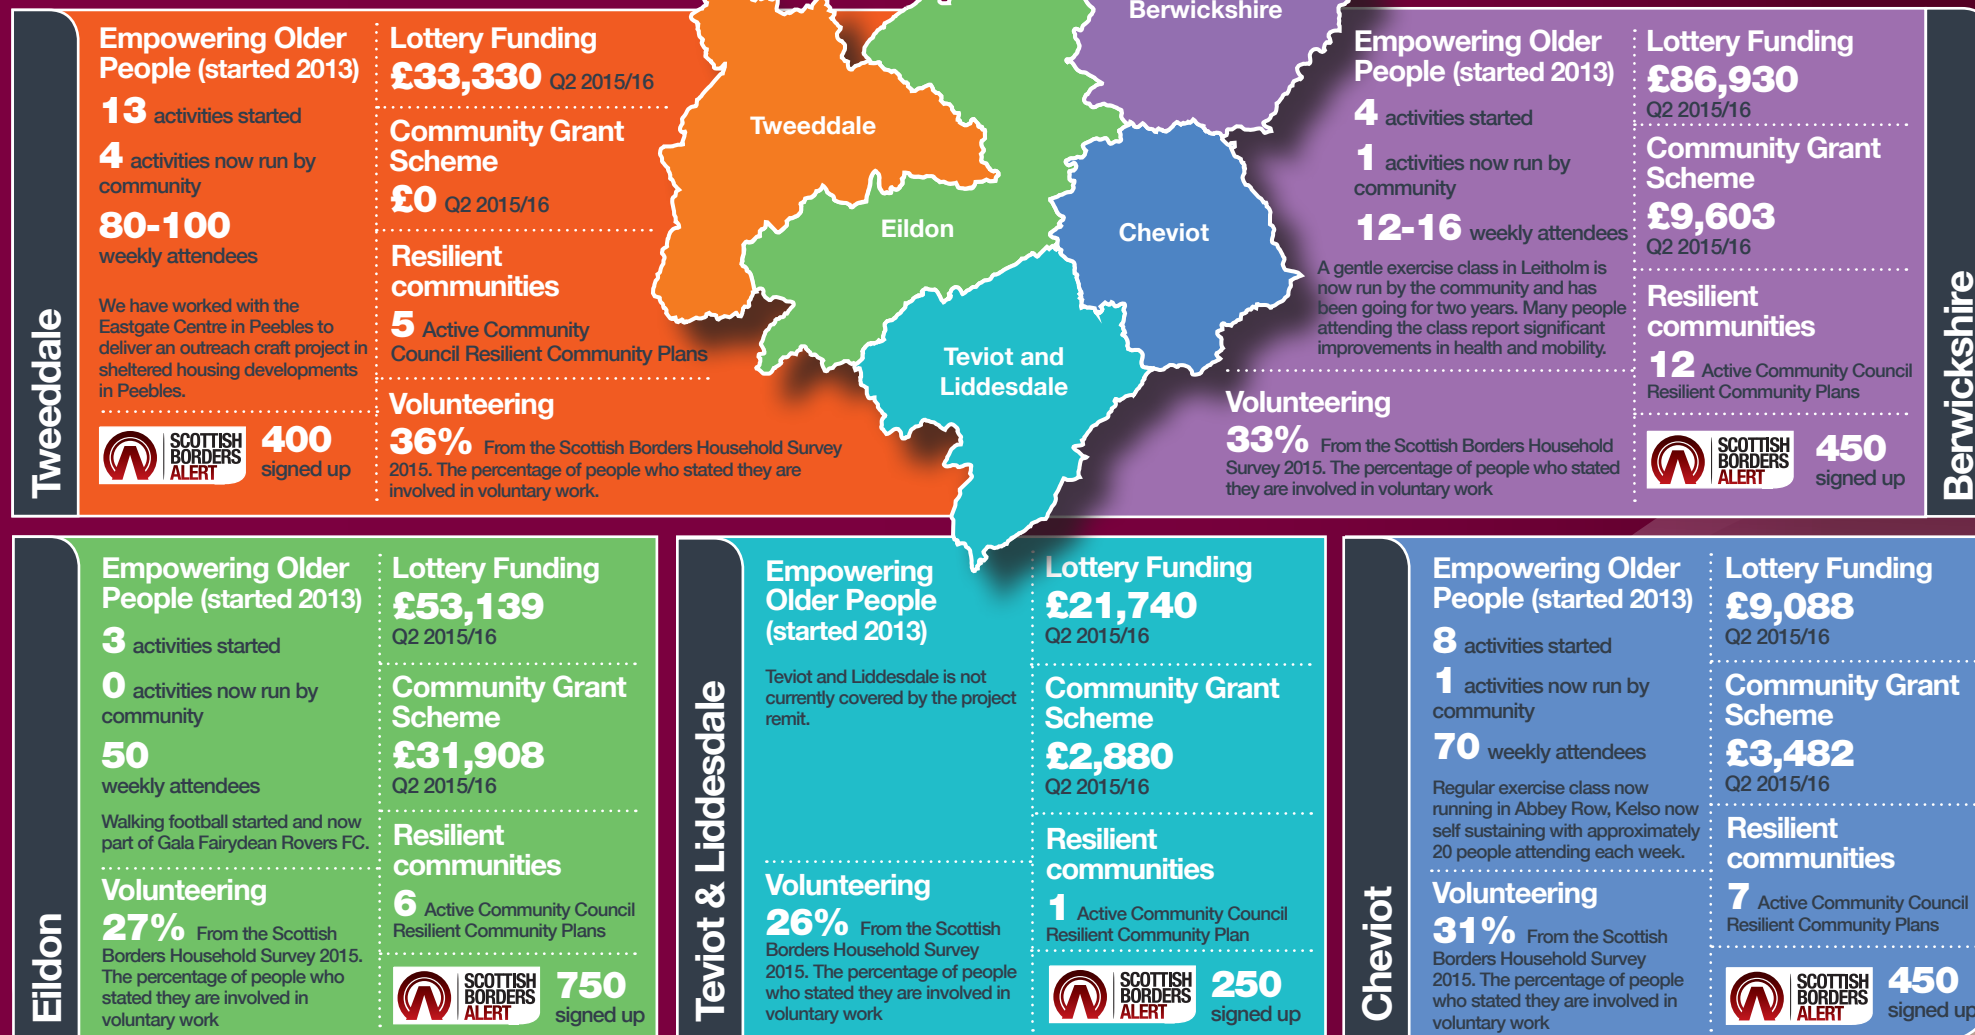 Tweeddale
Empowering Older
People (started 2013)
13 activities started
4 activities now run by
community
80-100
weekly attendees
We have worked with the
Eastgate Centre in Peebles to
deliver an outreach craft project in
sheltered housing developments
in Peebles.
SCOTTISH
BORDERS
ALERT
400
signed up
Lottery Funding
£33,330 Q2 2015/16
Community Grant
Scheme
£0 Q2 2015/16
Resilient
communities
5 Active Community
Council Resilient Community Plans
Volunteering
36% From the Scottish Borders Household Survey
2015. The percentage of people who stated they are
involved in voluntary work.
Berwickshire
Tweeddale
Eildon
Cheviot
Teviot and
Liddesdale
Empowering Older
People (started 2013)
4 activities started
1 activities now run by
community
12-16 weekly attendees
A gentle exercise class in Leitholm is
now run by the community and has
been going for two years. Many people
attending the class report significant
improvements in health and mobility.
Volunteering
33% From the Scottish Borders Household
Survey 2015. The percentage of people who stated
they are involved in voluntary work
Lottery Funding
£86,930
Q2 2015/16
Community Grant
Scheme
£9,603
Q2 2015/16
Resilient
communities
12 Active Community Council
Resilient Community Plans
SCOTTISH
BORDERS
ALERT
450
signed up
Berwickshire
Eildon
Empowering Older
People (started 2013)
3 activities started
0 activities now run by
community
50
weekly attendees
Walking football started and now
part of Gala Fairydean Rovers FC.
Volunteering
27% From the Scottish
Borders Household Survey 2015.
The percentage of people who
stated they are involved in
voluntary work
Lottery Funding
£53,139
Q2 2015/16
Community Grant
Scheme
£31,908
Q2 2015/16
Resilient
communities
6 Active Community Council
Resilient Community Plans
SCOTTISH
BORDERS
ALERT
750
signed up
Teviot & Liddesdale
Empowering
Older People
(started 2013)
Teviot and Liddesdale is not
currently covered by the project
remit.
Volunteering
26% From the Scottish
Borders Household Survey
2015. The percentage of people
who stated they are involved in
voluntary work
Lottery Funding
£21,740
Q2 2015/16
Community Grant
Scheme
£2,880
Q2 2015/16
Resilient
communities
1 Active Community Council
Resilient Community Plan
SCOTTISH
BORDERS
ALERT
250
signed up
Cheviot
Empowering Older
People (started 2013)
8 activities started
1 activities now run by
community
70 weekly attendees
Regular exercise class now
running in Abbey Row, Kelso now
self sustaining with approximately
20 people attending each week.
Volunteering
31% From the Scottish
Borders Household Survey
2015. The percentage of people
who stated they are involved in
voluntary work
Lottery Funding
£9,088
Q2 2015/16
Community Grant
Scheme
£3,482
Q2 2015/16
Resilient
communities
7 Active Community Council
Resilient Community Plans
SCOTTISH
BORDERS
ALERT
450
signed up